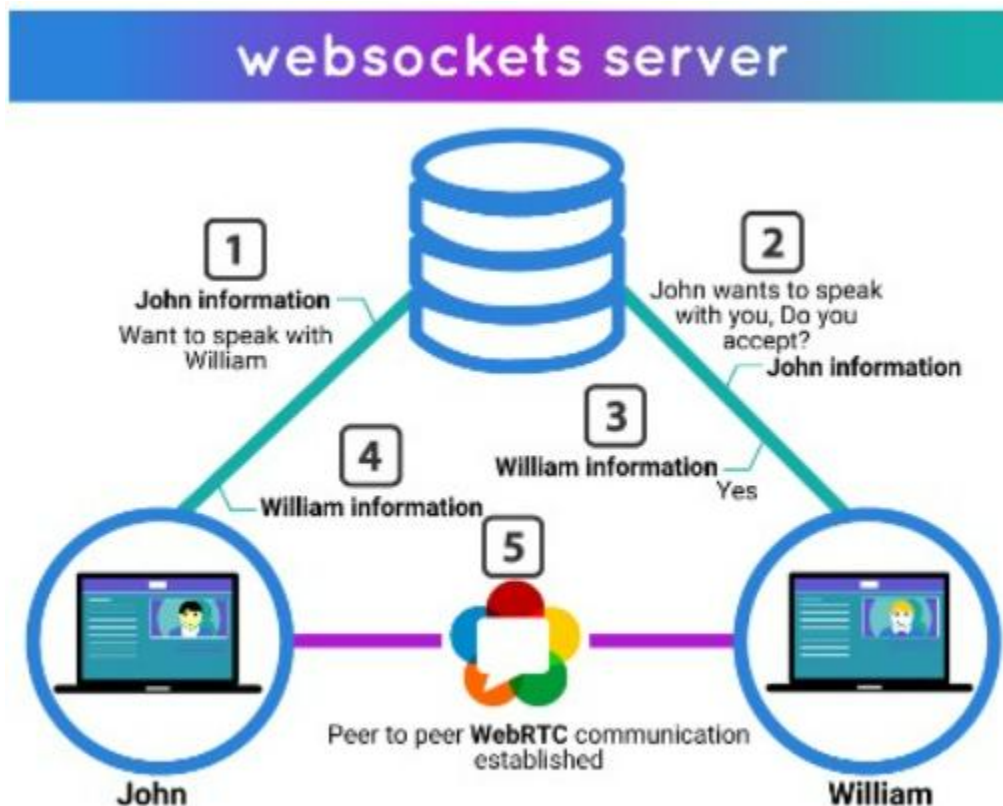 websockets server
1
John information
Want to speak with
William
2
John wants to speak
with you, Do you
accept?
John information
3
William information
Yes
4
William information
5
Peer to peer WebRTC communication
established
John
William